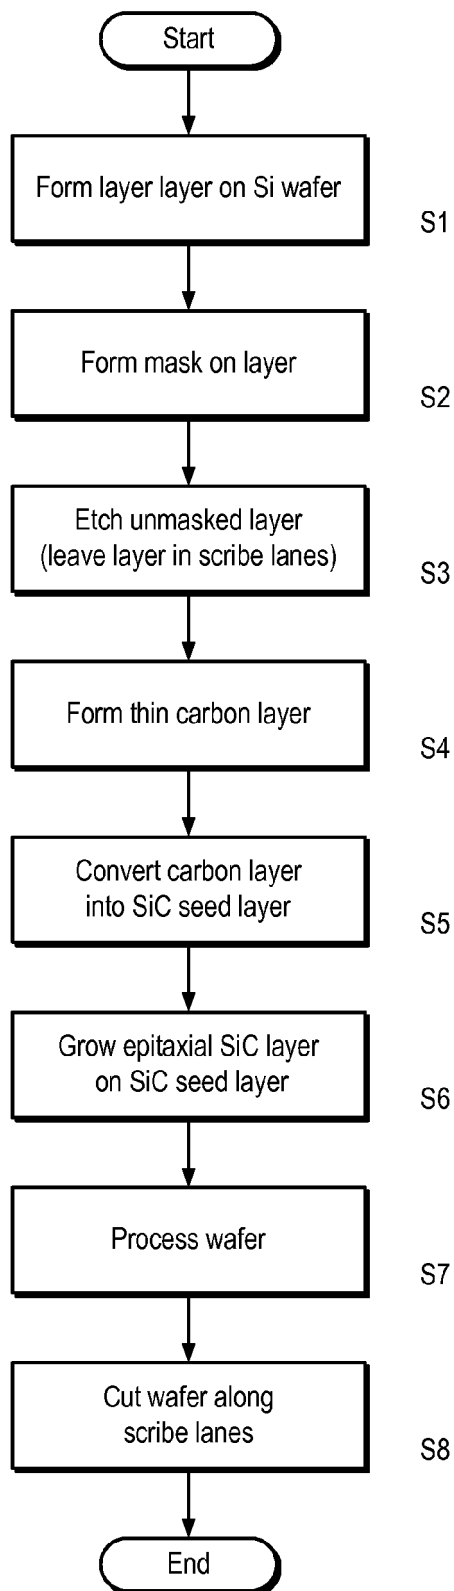 Start
Form layer layer on Si wafer
S1
Form mask on layer
S2
Etch unmasked layer
(leave layer in scribe lanes)
S3
Form thin carbon layer
S4
Convert carbon layer
into SiC seed layer
S5
Grow epitaxial SiC layer
on SiC seed layer
S6
Process wafer
S7
Cut wafer along
scribe lanes
S8
End